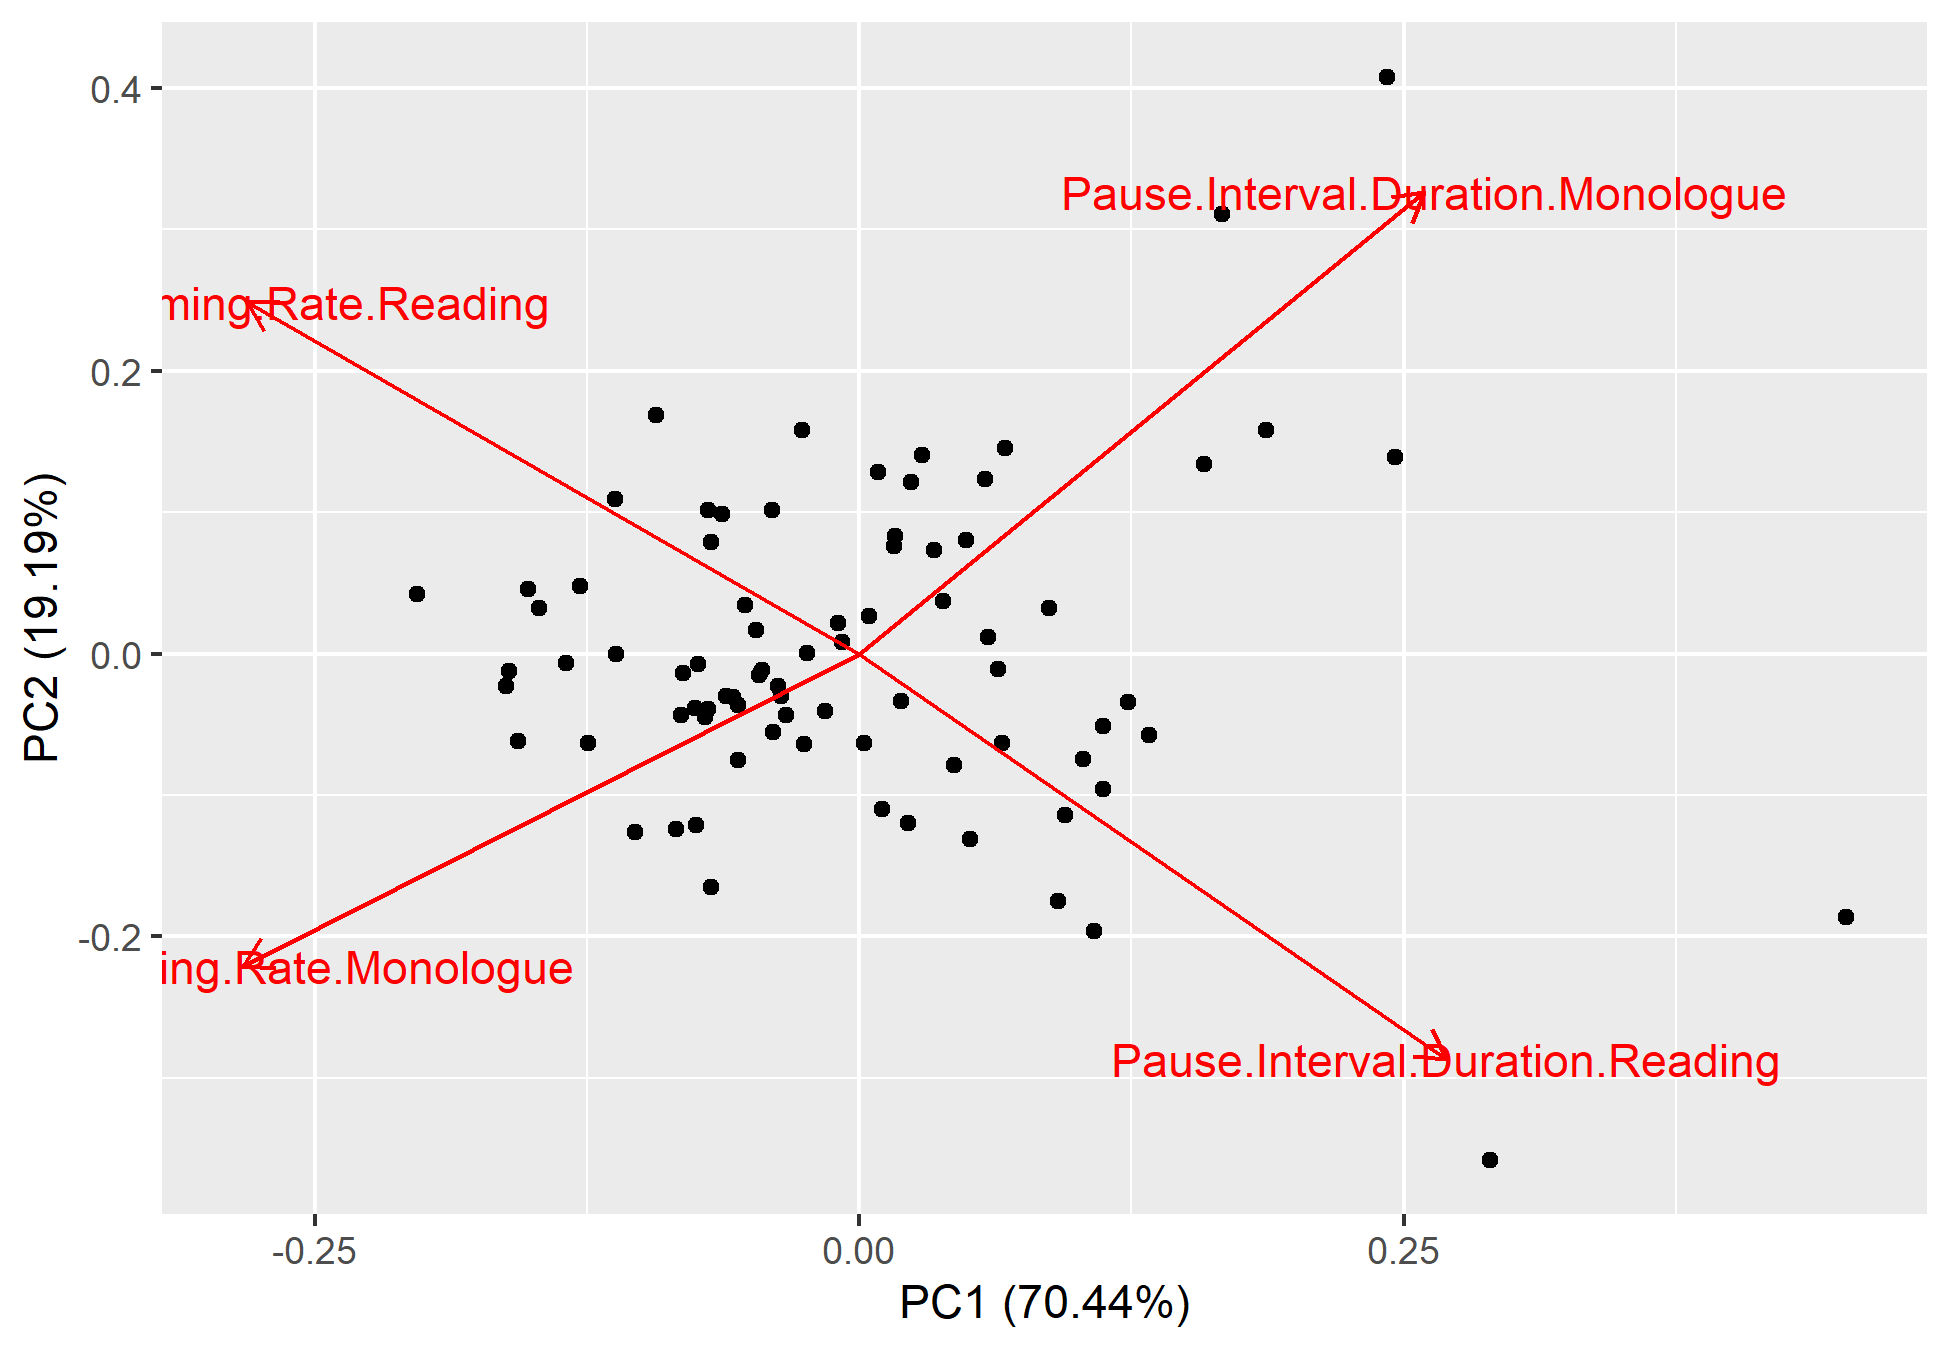 0.4
Pause.Interval.Duration.Monologue
ming.Rate.Reading
0.2
PC2 (19.19%)
0.0
-0.2
ing.Rate.Monologue
Pause.Interval.Duration.Reading
-0.25 0.00 0.25
PC1 (70.44%)